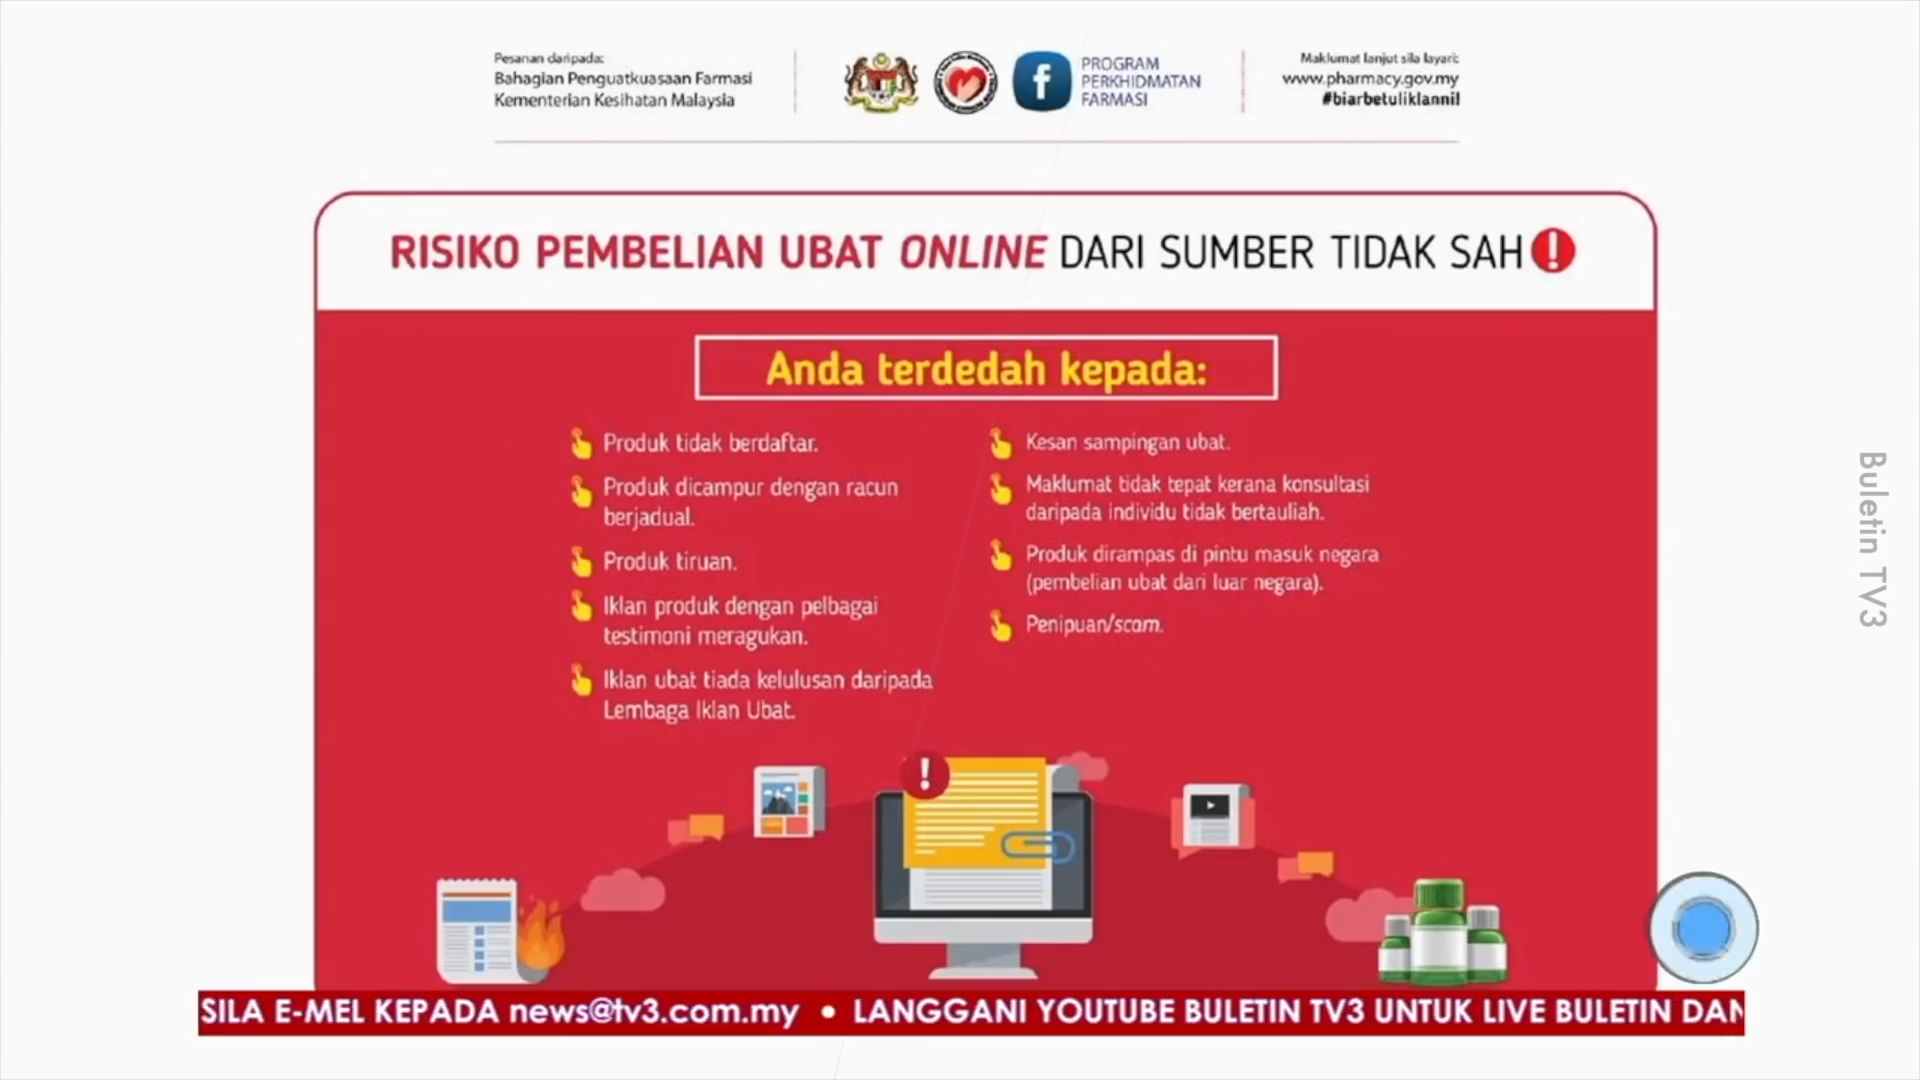 Pesanan daripada:
Bahagian Penguatkuasaan Farmasi
Kementerian Kesihatan Malaysia
PROGRAM
PERKHIDMATAN
FARMASI
Maklumat lanjut sila layari:
www.pharmacy.gov.my
#biarbetuliklanni!
RISIKO PEMBELIAN UBAT ONLINE DARI SUMBER TIDAK SAH!
Anda terdedah kepada:
Produk tidak berdaftar.
Produk dicampur dengan racun
berjadual.
Produk tiruan.
Iklan produk dengan pelbagai
testimoni meragukan.
Iklan ubat tiada kelulusan daripada
Lembaga Iklan Ubat.
Kesan sampingan ubat.
Maklumat tidak tepat kerana konsultasi
daripada individu tidak bertauliah.
Produk dirampas di pintu masuk negara
(pembelian ubat dari luar negara).
Penipuan/scam.
Buletin TV3
SILA E-MEL KEPADA news@tv3.com.my • LANGGANI YOUTUBE BULETIN TV3 UNTUK LIVE BULETIN DAN